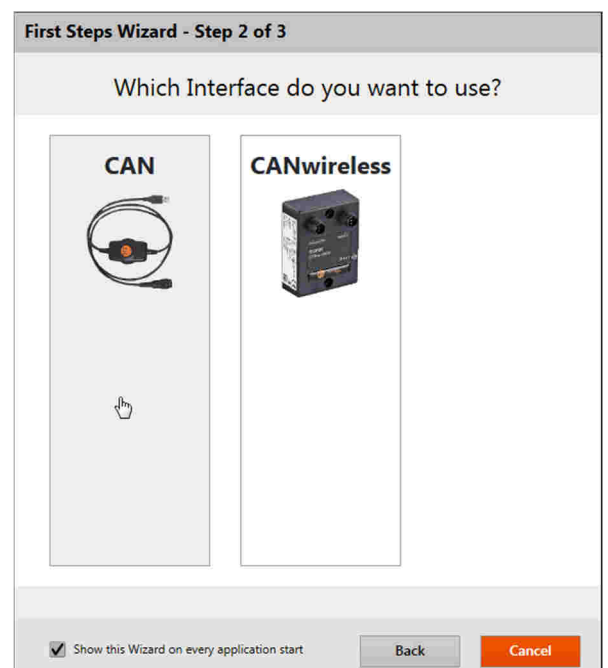 First Steps Wizard - Step 2 of 3
Which Interface do you want to use?
CAN
CANwireless
Show this Wizard on every application start
Back
Cancel